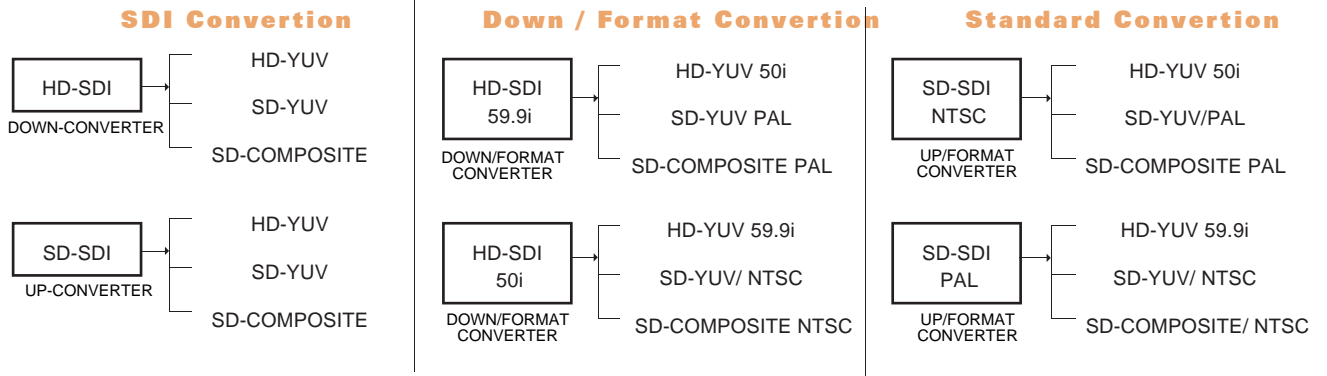 SDI Convertion
HD-SDI
DOWN-CONVERTER
HD-YUV
SD-YUV
SD-COMPOSITE
SD-SDI
UP-CONVERTER
HD-YUV
SD-YUV
SD-COMPOSITE
Down / Format Convertion
HD-SDI
59.9i
DOWN/FORMAT
CONVERTER
HD-YUV 50i
SD-YUV PAL
SD-COMPOSITE PAL
HD-SDI
50i
DOWN/FORMAT
CONVERTER
HD-YUV 59.9i
SD-YUV/ NTSC
SD-COMPOSITE NTSC
Standard Convertion
SD-SDI
NTSC
UP/FORMAT
CONVERTER
HD-YUV 50i
SD-YUV/PAL
SD-COMPOSITE PAL
SD-SDI
PAL
UP/FORMAT
CONVERTER
HD-YUV 59.9i
SD-YUV/ NTSC
SD-COMPOSITE/ NTSC